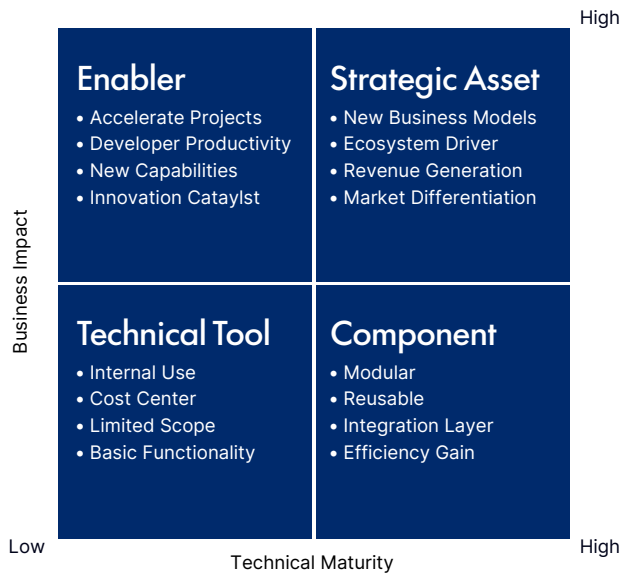 High
Enabler
• Accelerate Projects
• Developer Productivity
• New Capabilities
• Innovation Cataylst
Strategic Asset
• New Business Models
• Ecosystem Driver
• Revenue Generation
• Market Differentiation
Business Impact
Technical Tool
• Internal Use
• Cost Center
• Limited Scope
• Basic Functionality
Component
• Modular
• Reusable
• Integration Layer
• Efficiency Gain
Low
Technical Maturity
High